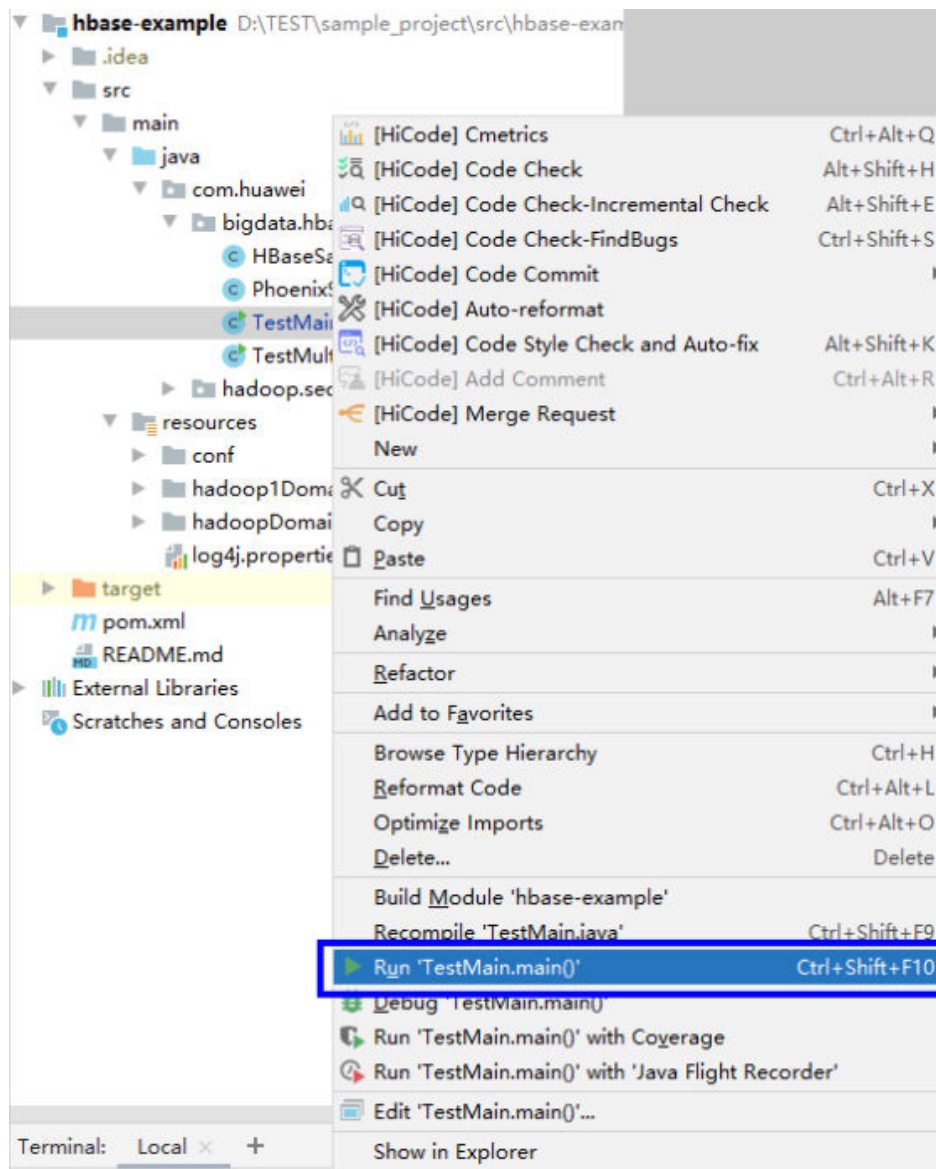 hbase-example D:\TEST\sample_project\src\hbase-exam
.idea
src
main
java
com.huawei
bigdata.hba
HBaseSa
PhoenixS
TestMain
TestMult
hadoop.sec
resources
conf
hadoop1Doma
hadoopDomai
log4j.propertie
target
pom.xml
README.md
External Libraries
Scratches and Consoles
[HiCode] Cmetrics Ctrl+Alt+Q
[HiCode] Code Check Alt+Shift+H
[HiCode] Code Check-Incremental Check Alt+Shift+E
[HiCode] Code Check-FindBugs Ctrl+Shift+S
[HiCode] Code Commit
[HiCode] Auto-reformat
[HiCode] Code Style Check and Auto-fix Alt+Shift+K
[HiCode] Add Comment Ctrl+Alt+R
[HiCode] Merge Request
New
Cut Ctrl+X
Copy
Paste Ctrl+V
Find Usages Alt+F7
Analyze
Refactor
Add to Favorites
Browse Type Hierarchy Ctrl+H
Reformat Code Ctrl+Alt+L
Optimize Imports Ctrl+Alt+O
Delete... Delete
Build Module 'hbase-example'
Recompile 'TestMain.java' Ctrl+Shift+F9
Run 'TestMain.main()' Ctrl+Shift+F10
Debug 'TestMain.main()'
Run 'TestMain.main()' with Coverage
Run 'TestMain.main()' with 'Java Flight Recorder'
Edit 'TestMain.main()'...
Show in Explorer
Terminal: Local × +